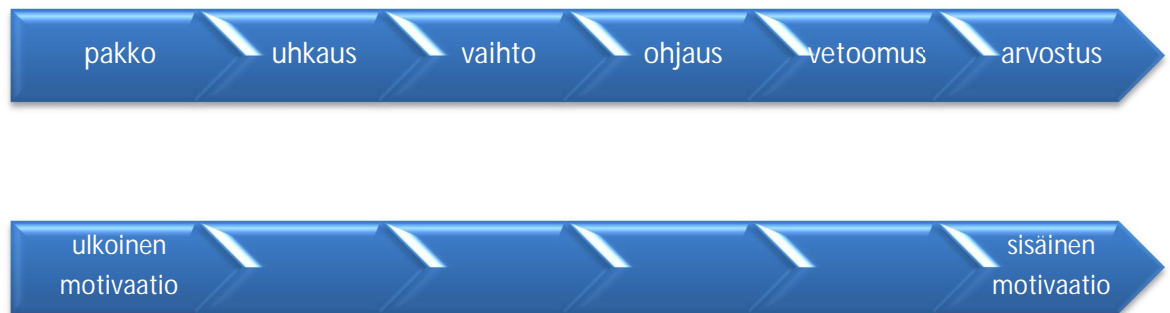 pakko uhkaus vaihto ohjaus vetoomus arvostus
ulkoinen sisäinen
motivaatio motivaatio